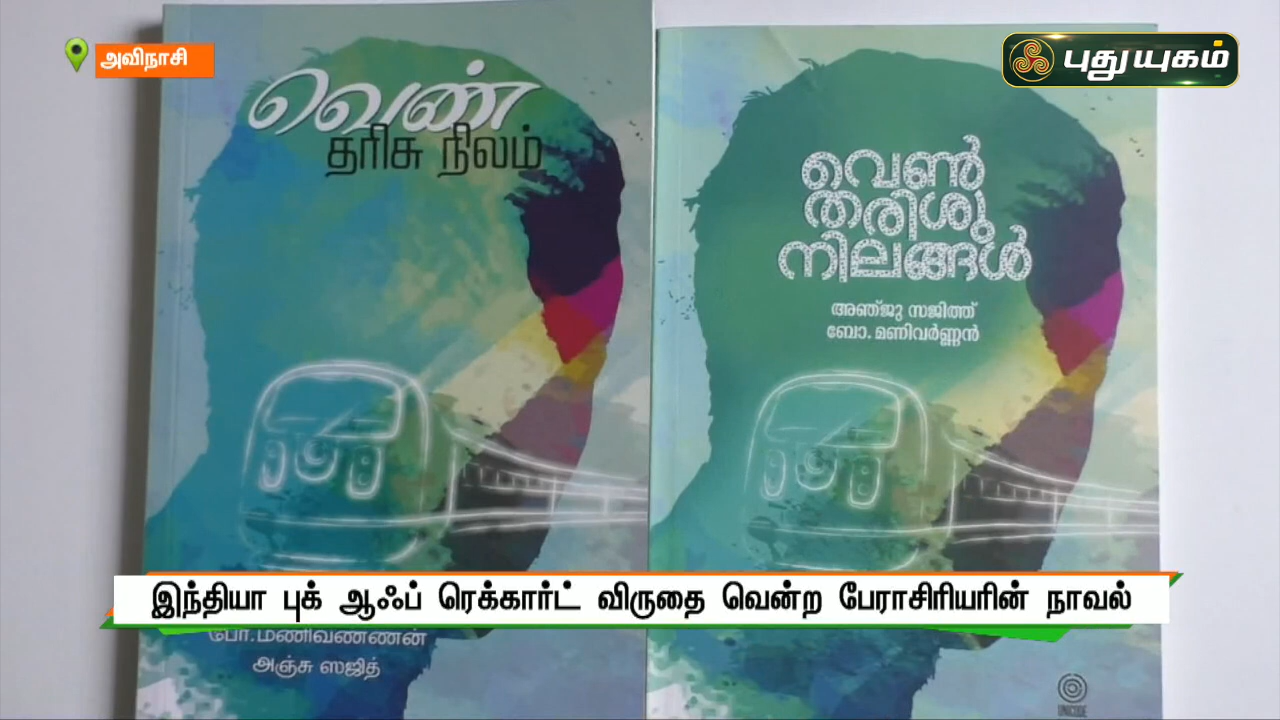 அவிநாசி
புதுயுகம்
வெண்
தரிசு நிலம்
വെൺ
തരിശു
നിലങ്ങൾ
അഞ്ജു സജിത്ത്
ബോ. മണിവർണ്ണൻ
இந்தியா புக் ஆஃப் ரெக்கார்ட் விருதை வென்ற பேராசிரியரின் நாவல்
போ.மணிவண்ணன்
அஞ்சு ஸஜித்
UNICODE